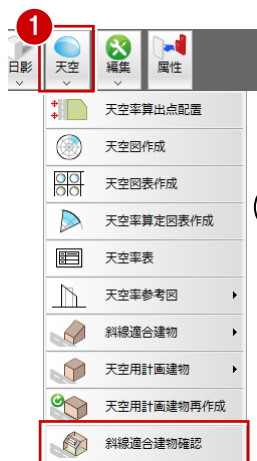 1
日影
天空
編集
属性
天空率算出点配置
天空図作成
天空図表作成
天空率算定図表作成
天空率表
天空率参考図
斜線適合建物
天空用計画建物
天空用計画建物再作成
斜線適合建物確認